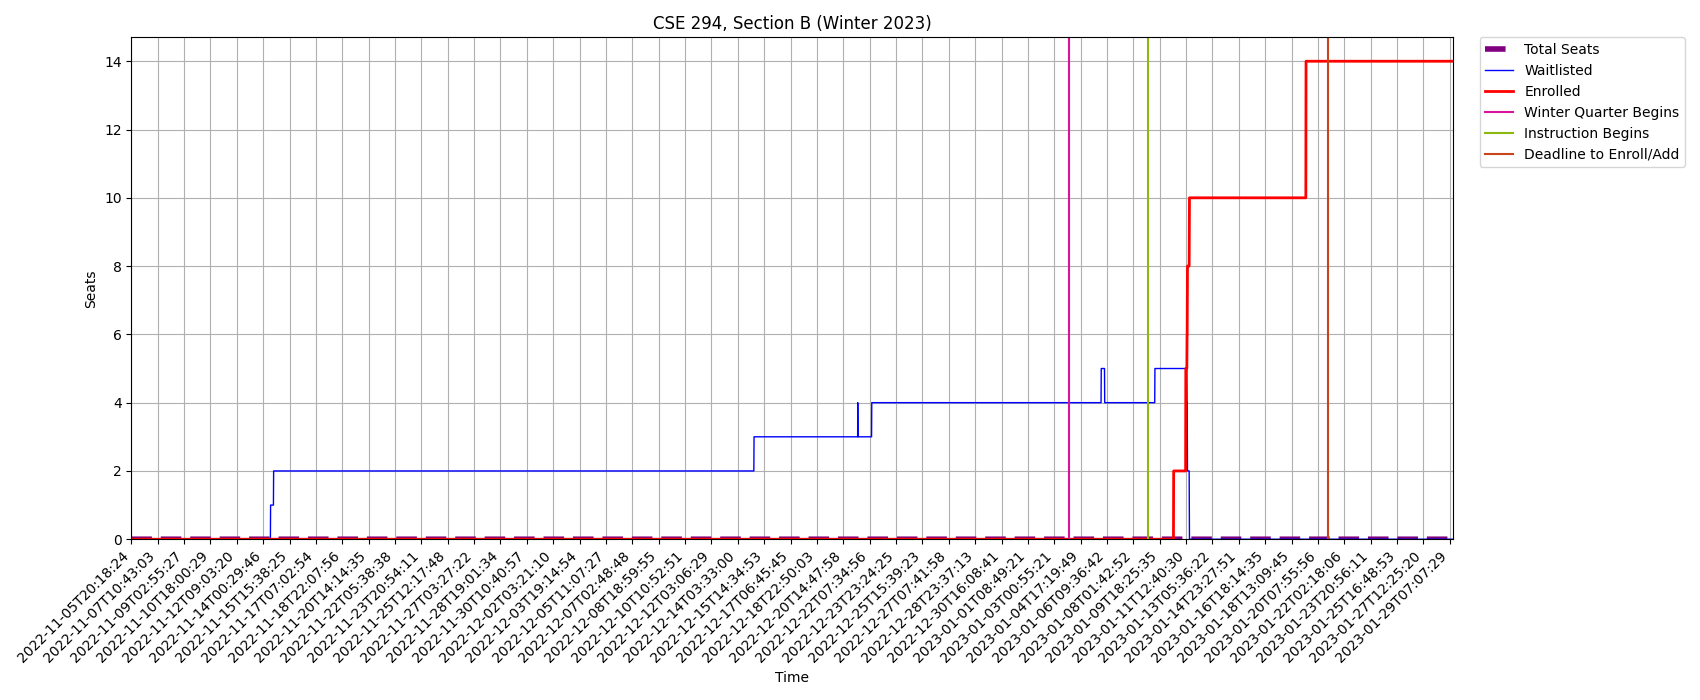 CSE 294, Section B (Winter 2023)
Total Seats
Waitlisted
Enrolled
Winter Quarter Begins
Instruction Begins
Deadline to Enroll/Add
Seats
14
12
10
8
6
4
2
0
2022-11-05T20:18:24
2022-11-07T10:43:03
2022-11-09T02:55:27
2022-11-10T18:00:29
2022-11-12T09:03:20
2022-11-14T00:29:46
2022-11-15T15:38:25
2022-11-17T07:02:54
2022-11-18T22:07:56
2022-11-20T14:14:35
2022-11-22T05:38:38
2022-11-23T20:54:11
2022-11-25T12:17:48
2022-11-27T03:27:22
2022-11-28T19:01:34
2022-11-30T10:40:57
2022-12-02T03:21:10
2022-12-03T19:14:54
2022-12-05T11:07:27
2022-12-07T02:48:48
2022-12-08T18:59:55
2022-12-10T10:52:51
2022-12-12T03:06:29
2022-12-14T03:33:00
2022-12-15T14:34:53
2022-12-17T06:45:45
2022-12-18T22:50:03
2022-12-20T14:47:58
2022-12-22T07:34:56
2022-12-23T23:24:25
2022-12-25T15:39:23
2022-12-27T07:41:58
2022-12-28T23:37:13
2022-12-30T16:08:41
2023-01-01T08:49:21
2023-01-03T00:55:21
2023-01-04T17:19:49
2023-01-06T09:36:42
2023-01-08T01:42:52
2023-01-09T18:25:35
2023-01-11T12:40:30
2023-01-13T05:36:22
2023-01-14T23:27:51
2023-01-16T18:14:35
2023-01-18T13:09:45
2023-01-20T07:55:56
2023-01-22T02:18:06
2023-01-23T20:56:11
2023-01-25T16:48:53
2023-01-27T12:25:20
2023-01-29T07:07:29
Time